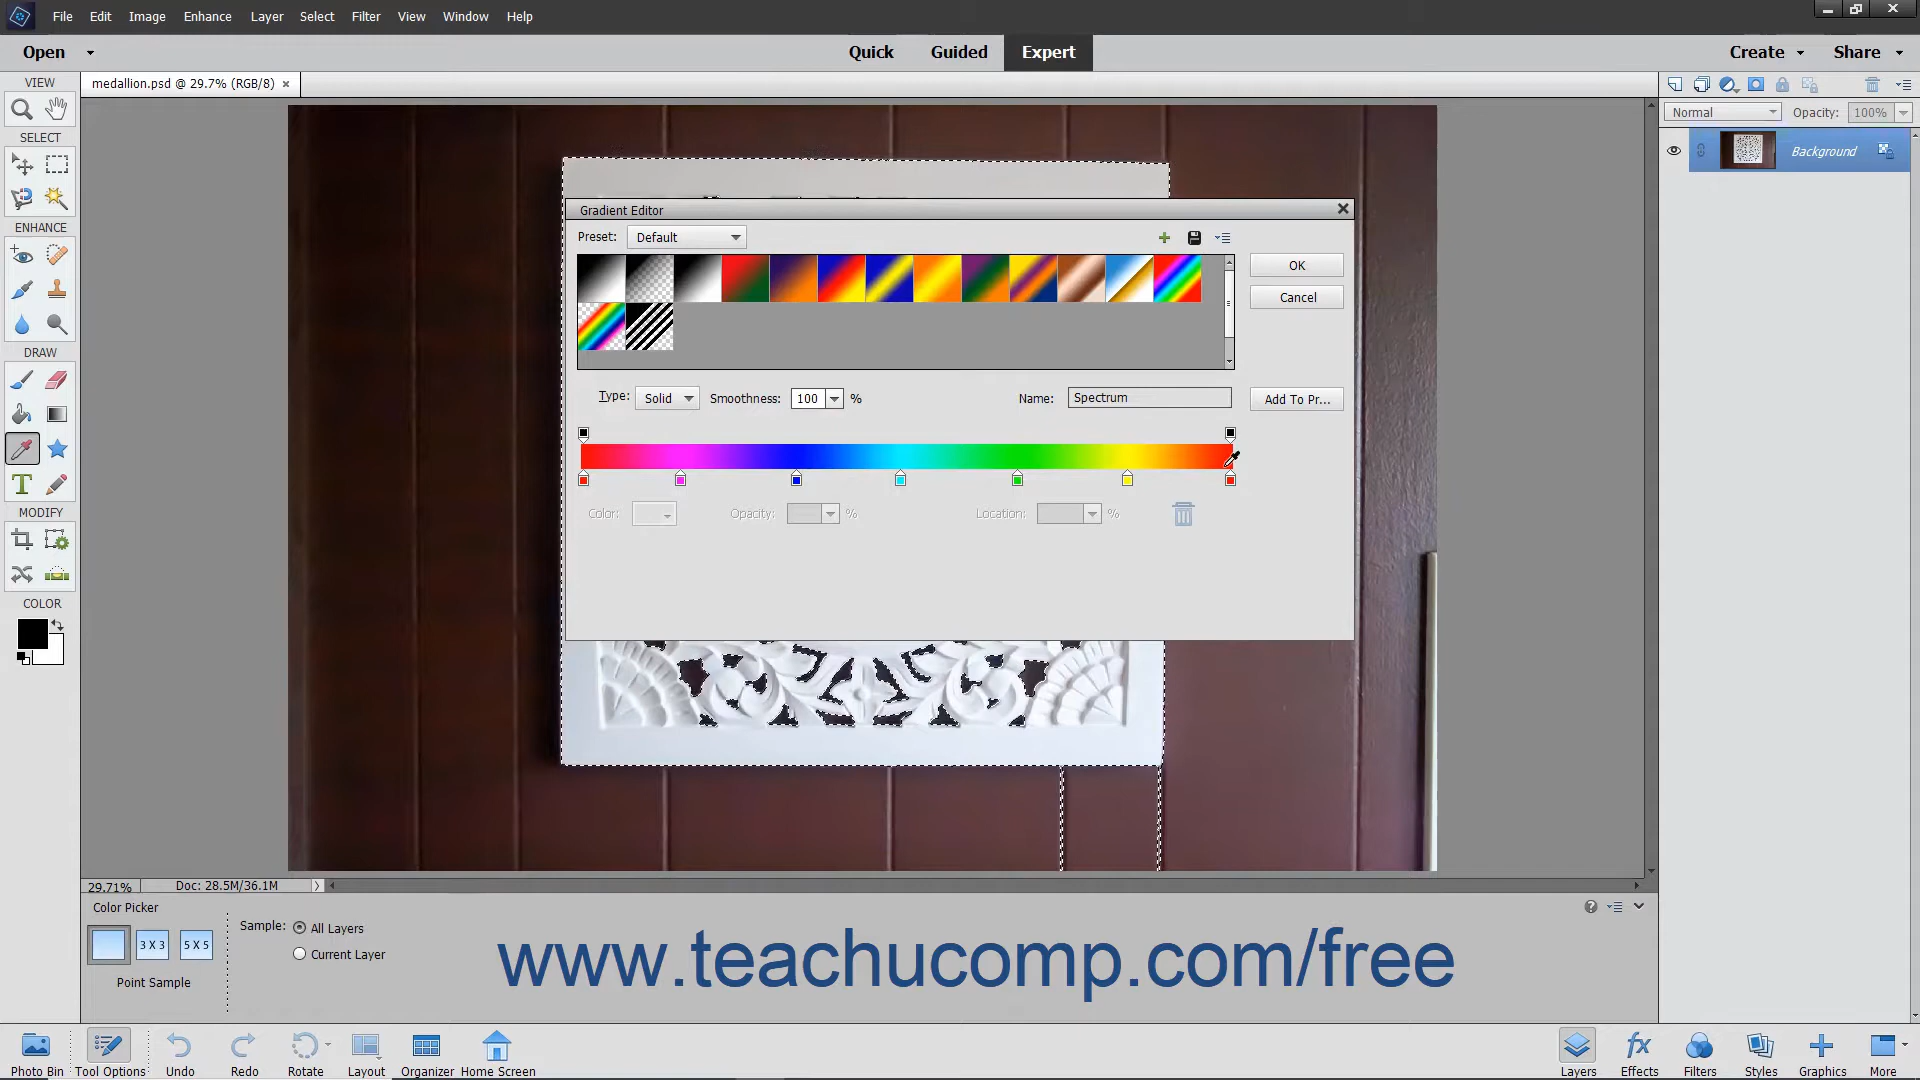 File Edit Image Enhance Layer Select Filter View Window Help
Open Quick Guided Expert Create Share
VIEW
medallion.psd @ 29.7% (RGB/8) ×
Normal Opacity: 100%
SELECT
Background
Gradient Editor
Preset: Default
OK
ENHANCE
Cancel
DRAW
Type: Solid Smoothness: 100 % Name: Spectrum Add To Pr...
Color: Opacity: % Location: %
MODIFY
COLOR
29.71% Doc: 28.5M/36.1M
Color Picker
Sample: All Layers
3 X 3 5 X 5
Current Layer
Point Sample
www.teachucomp.com/free
Photo Bin Tool Options Undo Redo Rotate Layout Organizer Home Screen Layers Effects Filters Styles Graphics More